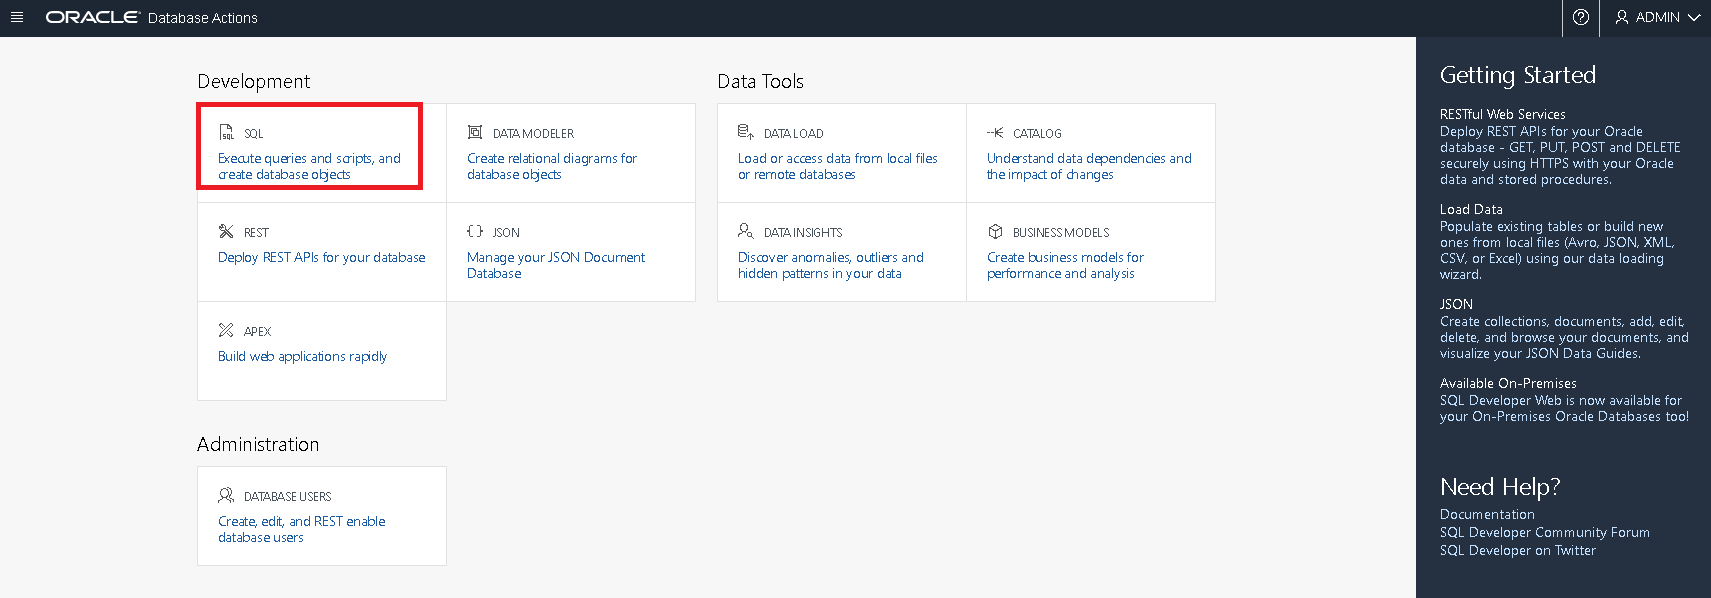 ORACLE Database Actions
ADMIN
Development
SQL
Execute queries and scripts, and
create database objects
DATA MODELER
Create relational diagrams for
database objects
REST
Deploy REST APIs for your database
JSON
Manage your JSON Document
Database
APEX
Build web applications rapidly
Data Tools
DATA LOAD
Load or access data from local files
or remote databases
CATALOG
Understand data dependencies and
the impact of changes
DATA INSIGHTS
Discover anomalies, outliers and
hidden patterns in your data
BUSINESS MODELS
Create business models for
performance and analysis
Administration
DATABASE USERS
Create, edit, and REST enable
database users
Getting Started
RESTful Web Services
Deploy REST APIs for your Oracle
database - GET, PUT, POST and DELETE
securely using HTTPS with your Oracle
data and stored procedures.
Load Data
Populate existing tables or build new
ones from local files (Avro, JSON, XML,
CSV, or Excel) using our data loading
wizard.
JSON
Create collections, documents, add, edit,
delete, and browse your documents, and
visualize your JSON Data Guides.
Available On-Premises
SQL Developer Web is now available for
your On-Premises Oracle Databases too!
Need Help?
Documentation
SQL Developer Community Forum
SQL Developer on Twitter